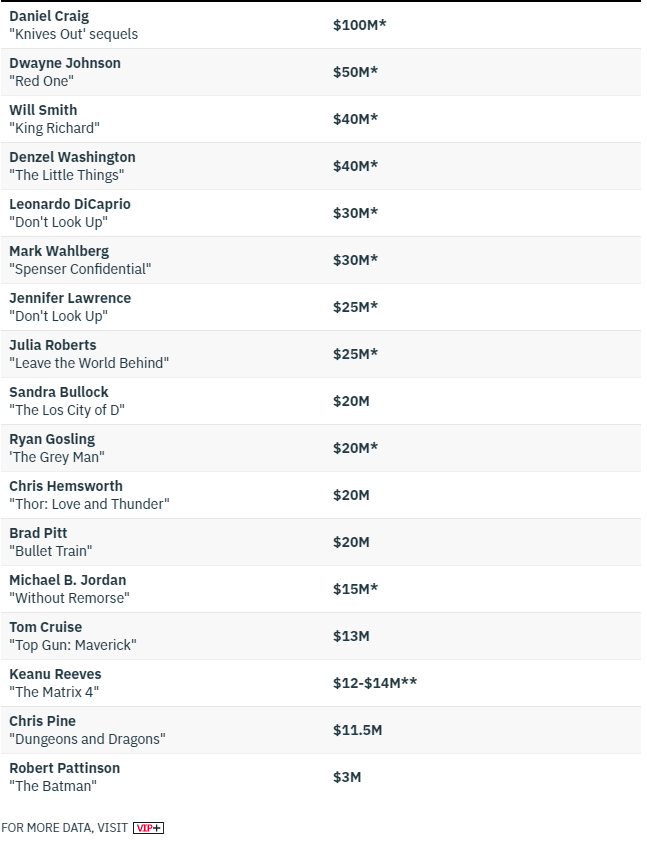 Daniel Craig
"Knives Out' sequels
$100M*
Dwayne Johnson
"Red One"
$50M*
Will Smith
"King Richard"
$40M*
Denzel Washington
"The Little Things"
$40M*
Leonardo DiCaprio
"Don't Look Up"
$30M*
Mark Wahlberg
"Spenser Confidential"
$30M*
Jennifer Lawrence
"Don't Look Up"
$25M*
Julia Roberts
"Leave the World Behind"
$25M*
Sandra Bullock
"The Los City of D"
$20M
Ryan Gosling
'The Grey Man"
$20M*
Chris Hemsworth
"Thor: Love and Thunder"
$20M
Brad Pitt
"Bullet Train"
$20M
Michael B. Jordan
"Without Remorse"
$15M*
Tom Cruise
"Top Gun: Maverick"
$13M
Keanu Reeves
"The Matrix 4"
$12-$14M**
Chris Pine
"Dungeons and Dragons"
$11.5M
Robert Pattinson
"The Batman"
$3M
FOR MORE DATA, VISIT VIP+